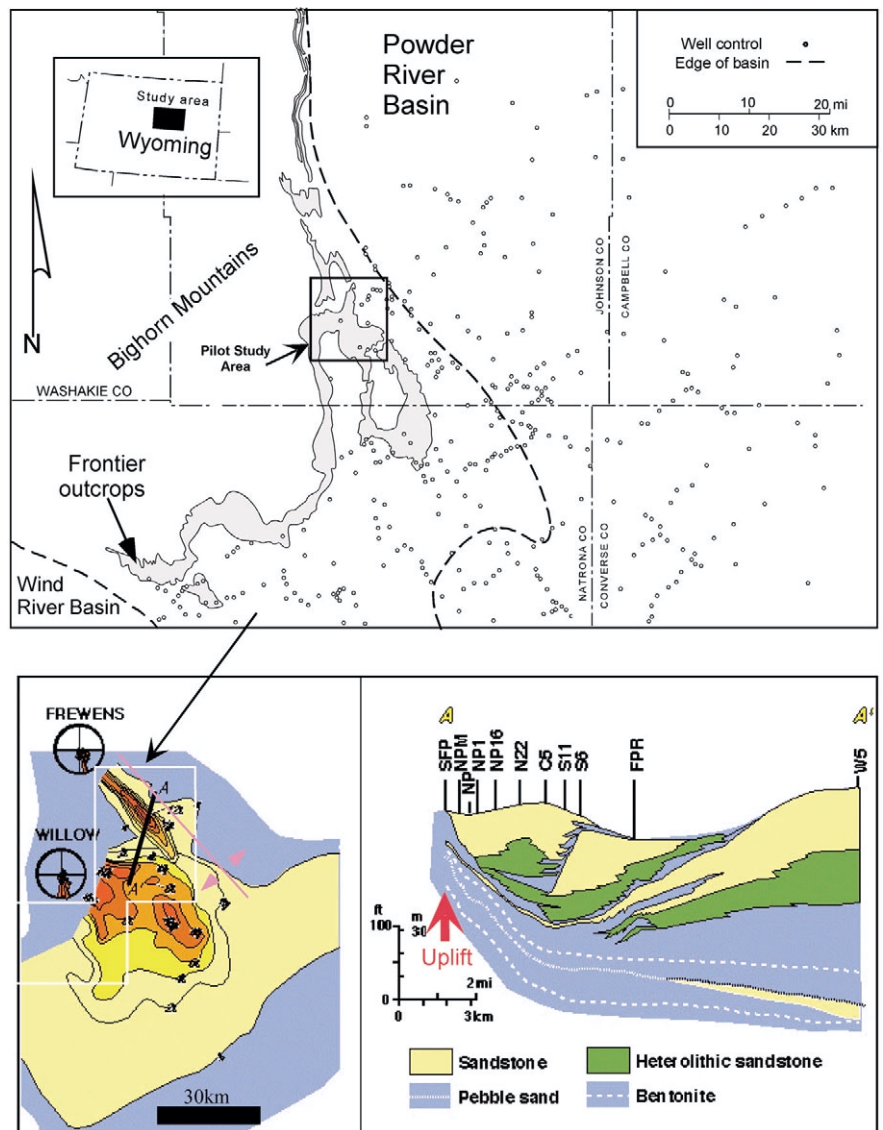 Powder
River
Basin
Well control
Edge of basin
0 10 20 mi
0 10 20 30 km
Study area
Wyoming
Bighorn Mountains
N
Pilot Study
Area
JOHNSON CO
CAMPBELL CO
WASHAKIE CO
Frontier
outcrops
Wind
River Basin
NATRONA CO
CONVERSE CO
FREWENS
WILLOW
A
A'
30km
A
A'
SFP
NPM
NP
NP1
NP16
N22
C5
S11
S6
FPR
W5
ft
m
100
30
Uplift
2mi
0
0 3km
Sandstone
Heterolithic sandstone
Pebble sand
Bentonite